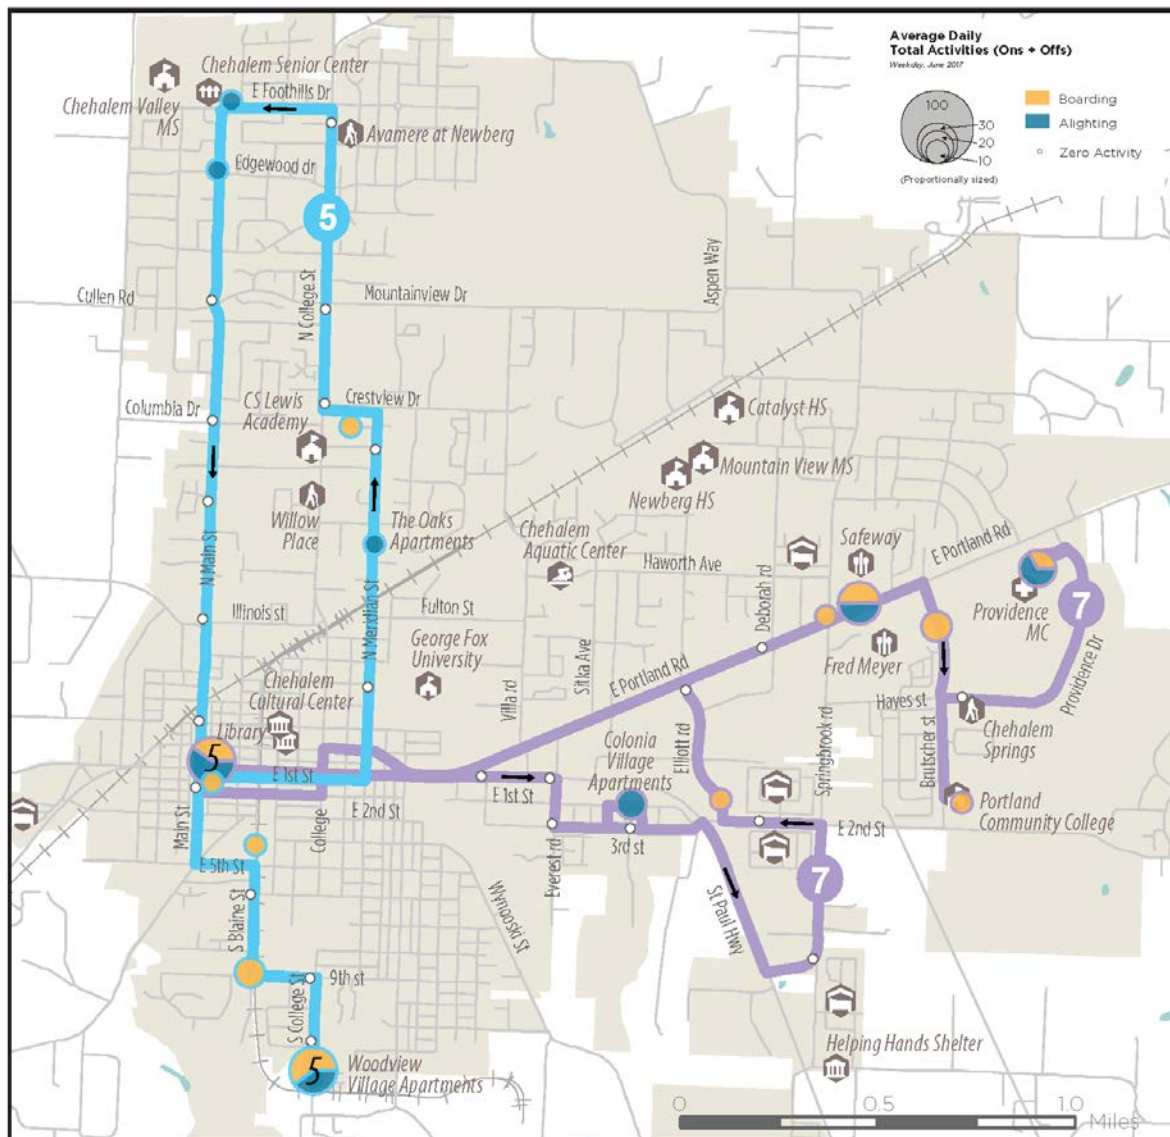 Average Daily
Total Activities (Ons + Offs)
Weekday, June 2017
100
30
20
10
(Proportionally sized)
Boarding
Alighting
Zero Activity
Chehalem Senior Center
E Foothills Dr
Chehalem Valley
MS
Avamere at Newberg
Edgewood dr
5
N College St
Mountainview Dr
Cullen Rd
Aspen Way
Columbia Dr
CS Lewis
Academy
Crestview Dr
Catalyst HS
Mountain View MS
Newberg HS
Willow
Place
The Oaks
Apartments
Chehalem
Aquatic Center
Haworth Ave
Safeway
E Portland Rd
N Main St
Illinois st
N Meridian St
Fulton St
George Fox
University
Deborah rd
Providence
MC
7
Chehalem
Cultural Center
Library
Villa rd
Sitka Ave
E Portland Rd
Fred Meyer
Hayes st
Providence Dr
Chehalem
Springs
5
E 1st St
E 2nd St
College
Main St
E 1st St
Colonia
Village
Apartments
Elliott rd
Springbrook rd
Brutscher st
Portland
Community College
E 2nd St
E 5th St
Everest rd
3rd st
Wynooski St
St Paul Hwy
7
S Blaine St
9th st
S College St
5
Woodview
Village Apartments
Helping Hands Shelter
0
0.5
1.0
Miles